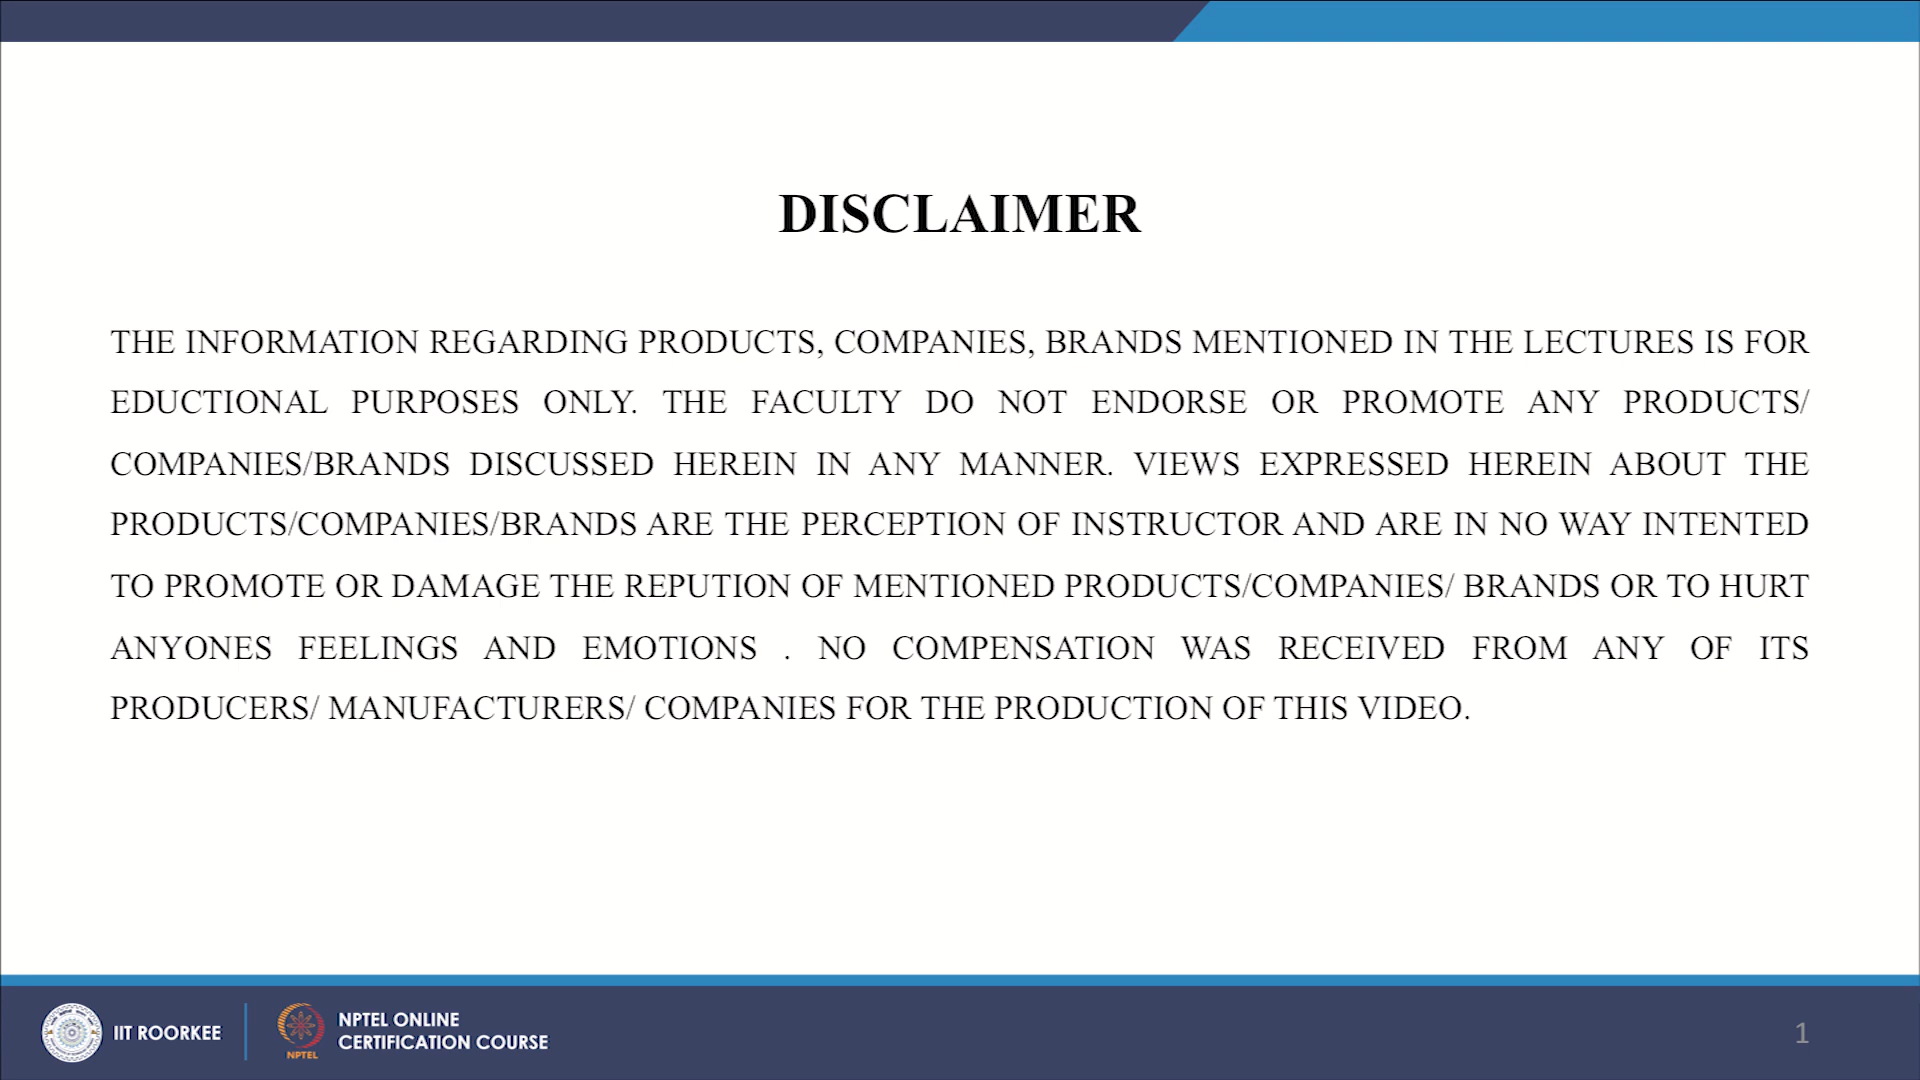 DISCLAIMER
THE INFORMATION REGARDING PRODUCTS, COMPANIES, BRANDS MENTIONED IN THE LECTURES IS FOR
EDUCTIONAL PURPOSES ONLY. THE FACULTY DO NOT ENDORSE OR PROMOTE ANY PRODUCTS/
COMPANIES/BRANDS DISCUSSED HEREIN IN ANY MANNER. VIEWS EXPRESSED HEREIN ABOUT THE
PRODUCTS/COMPANIES/BRANDS ARE THE PERCEPTION OF INSTRUCTOR AND ARE IN NO WAY INTENTED
TO PROMOTE OR DAMAGE THE REPUTION OF MENTIONED PRODUCTS/COMPANIES/ BRANDS OR TO HURT
ANYONES FEELINGS AND EMOTIONS . NO COMPENSATION WAS RECEIVED FROM ANY OF ITS
PRODUCERS/ MANUFACTURERS/ COMPANIES FOR THE PRODUCTION OF THIS VIDEO.
IIT ROORKEE
NPTEL
NPTEL ONLINE
CERTIFICATION COURSE
1